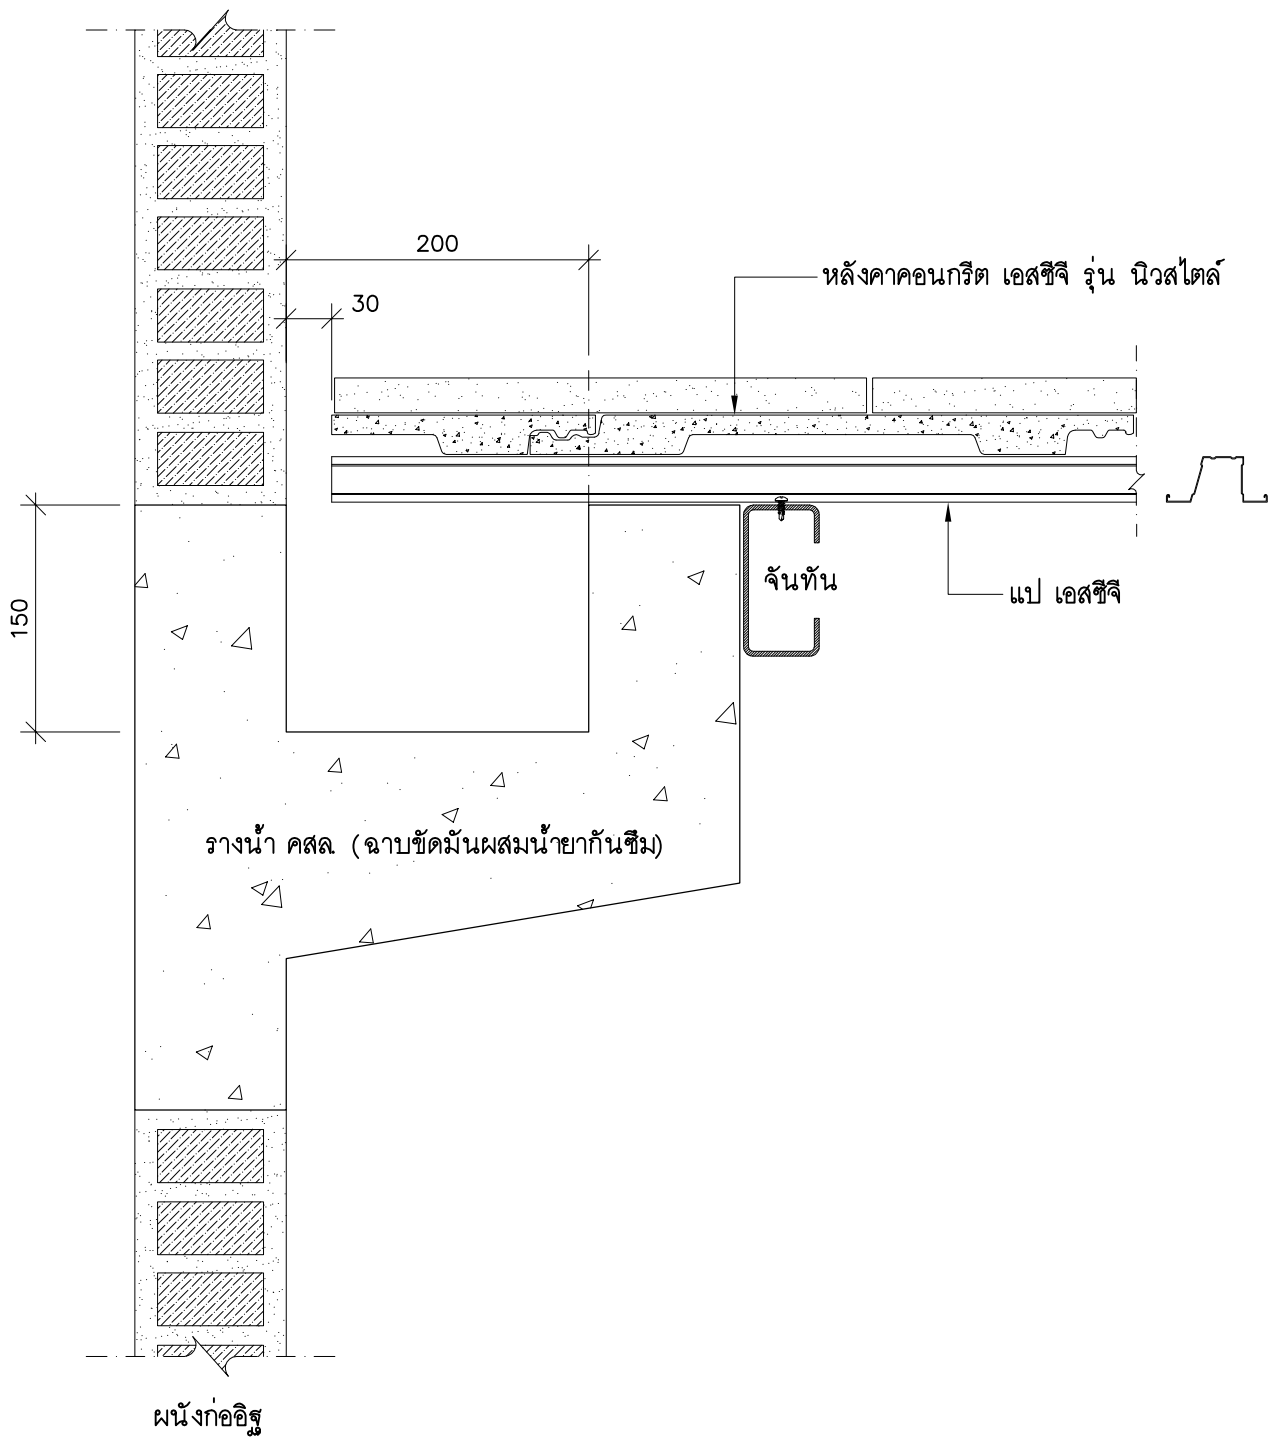 200
หลังคาคอนกรีต เอสซีจี รุ่น นิวสไตล์
30
จันทัน
แป เอสซีจี
150
รางน้ำ คสล. (ฉาบขัดมันผสมน้ำยากันซึม)
ผนังก่ออิฐ